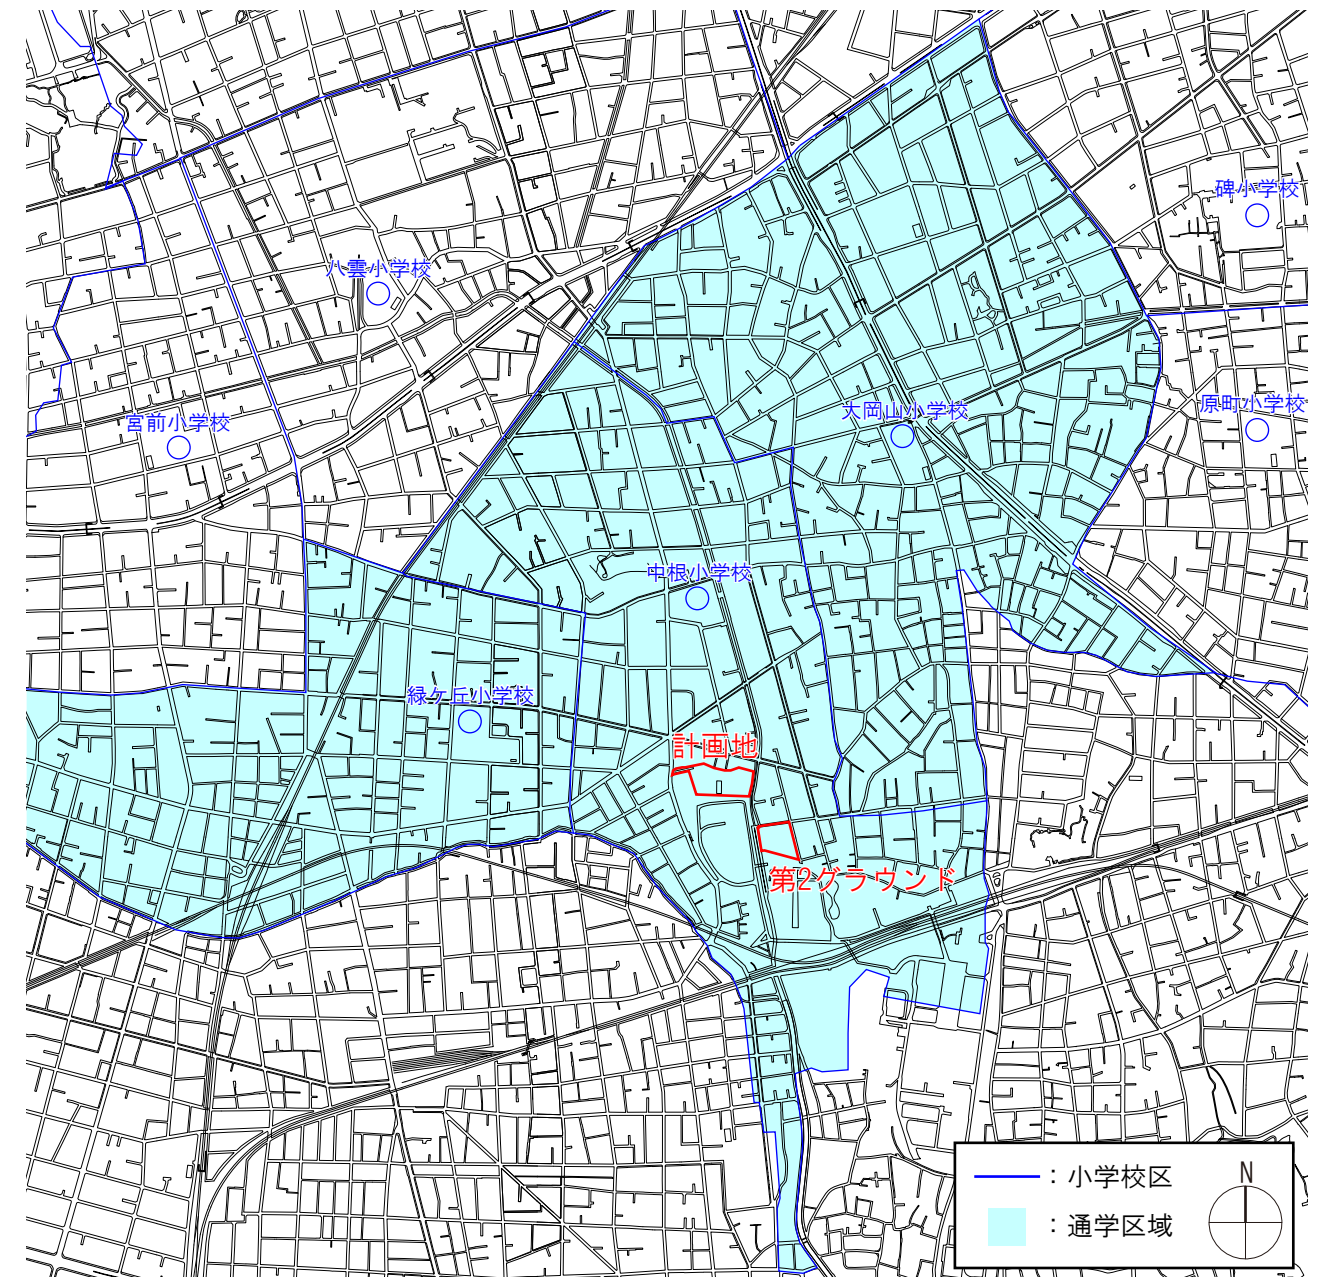 碑小学校
八雲小学校
宮前小学校
大岡山小学校
原町小学校
中根小学校
緑ケ丘小学校
計画地
第2グラウンド
：小学校区
：通学区域
N